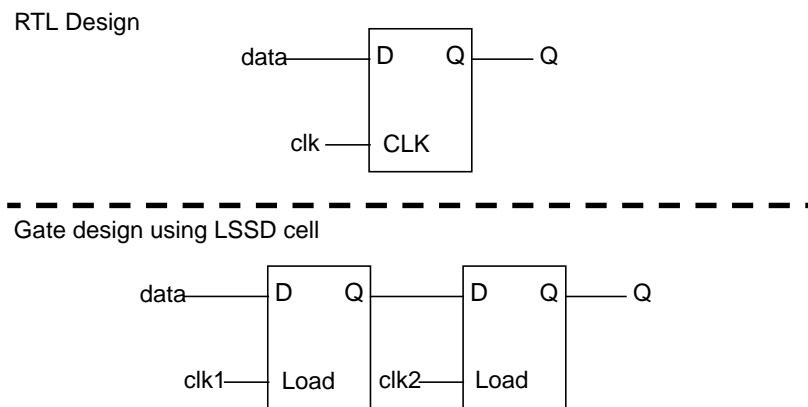 RTL Design
data D Q Q
clk CLK
Gate design using LSSD cell
data D Q D Q Q
clk1 Load clk2 Load